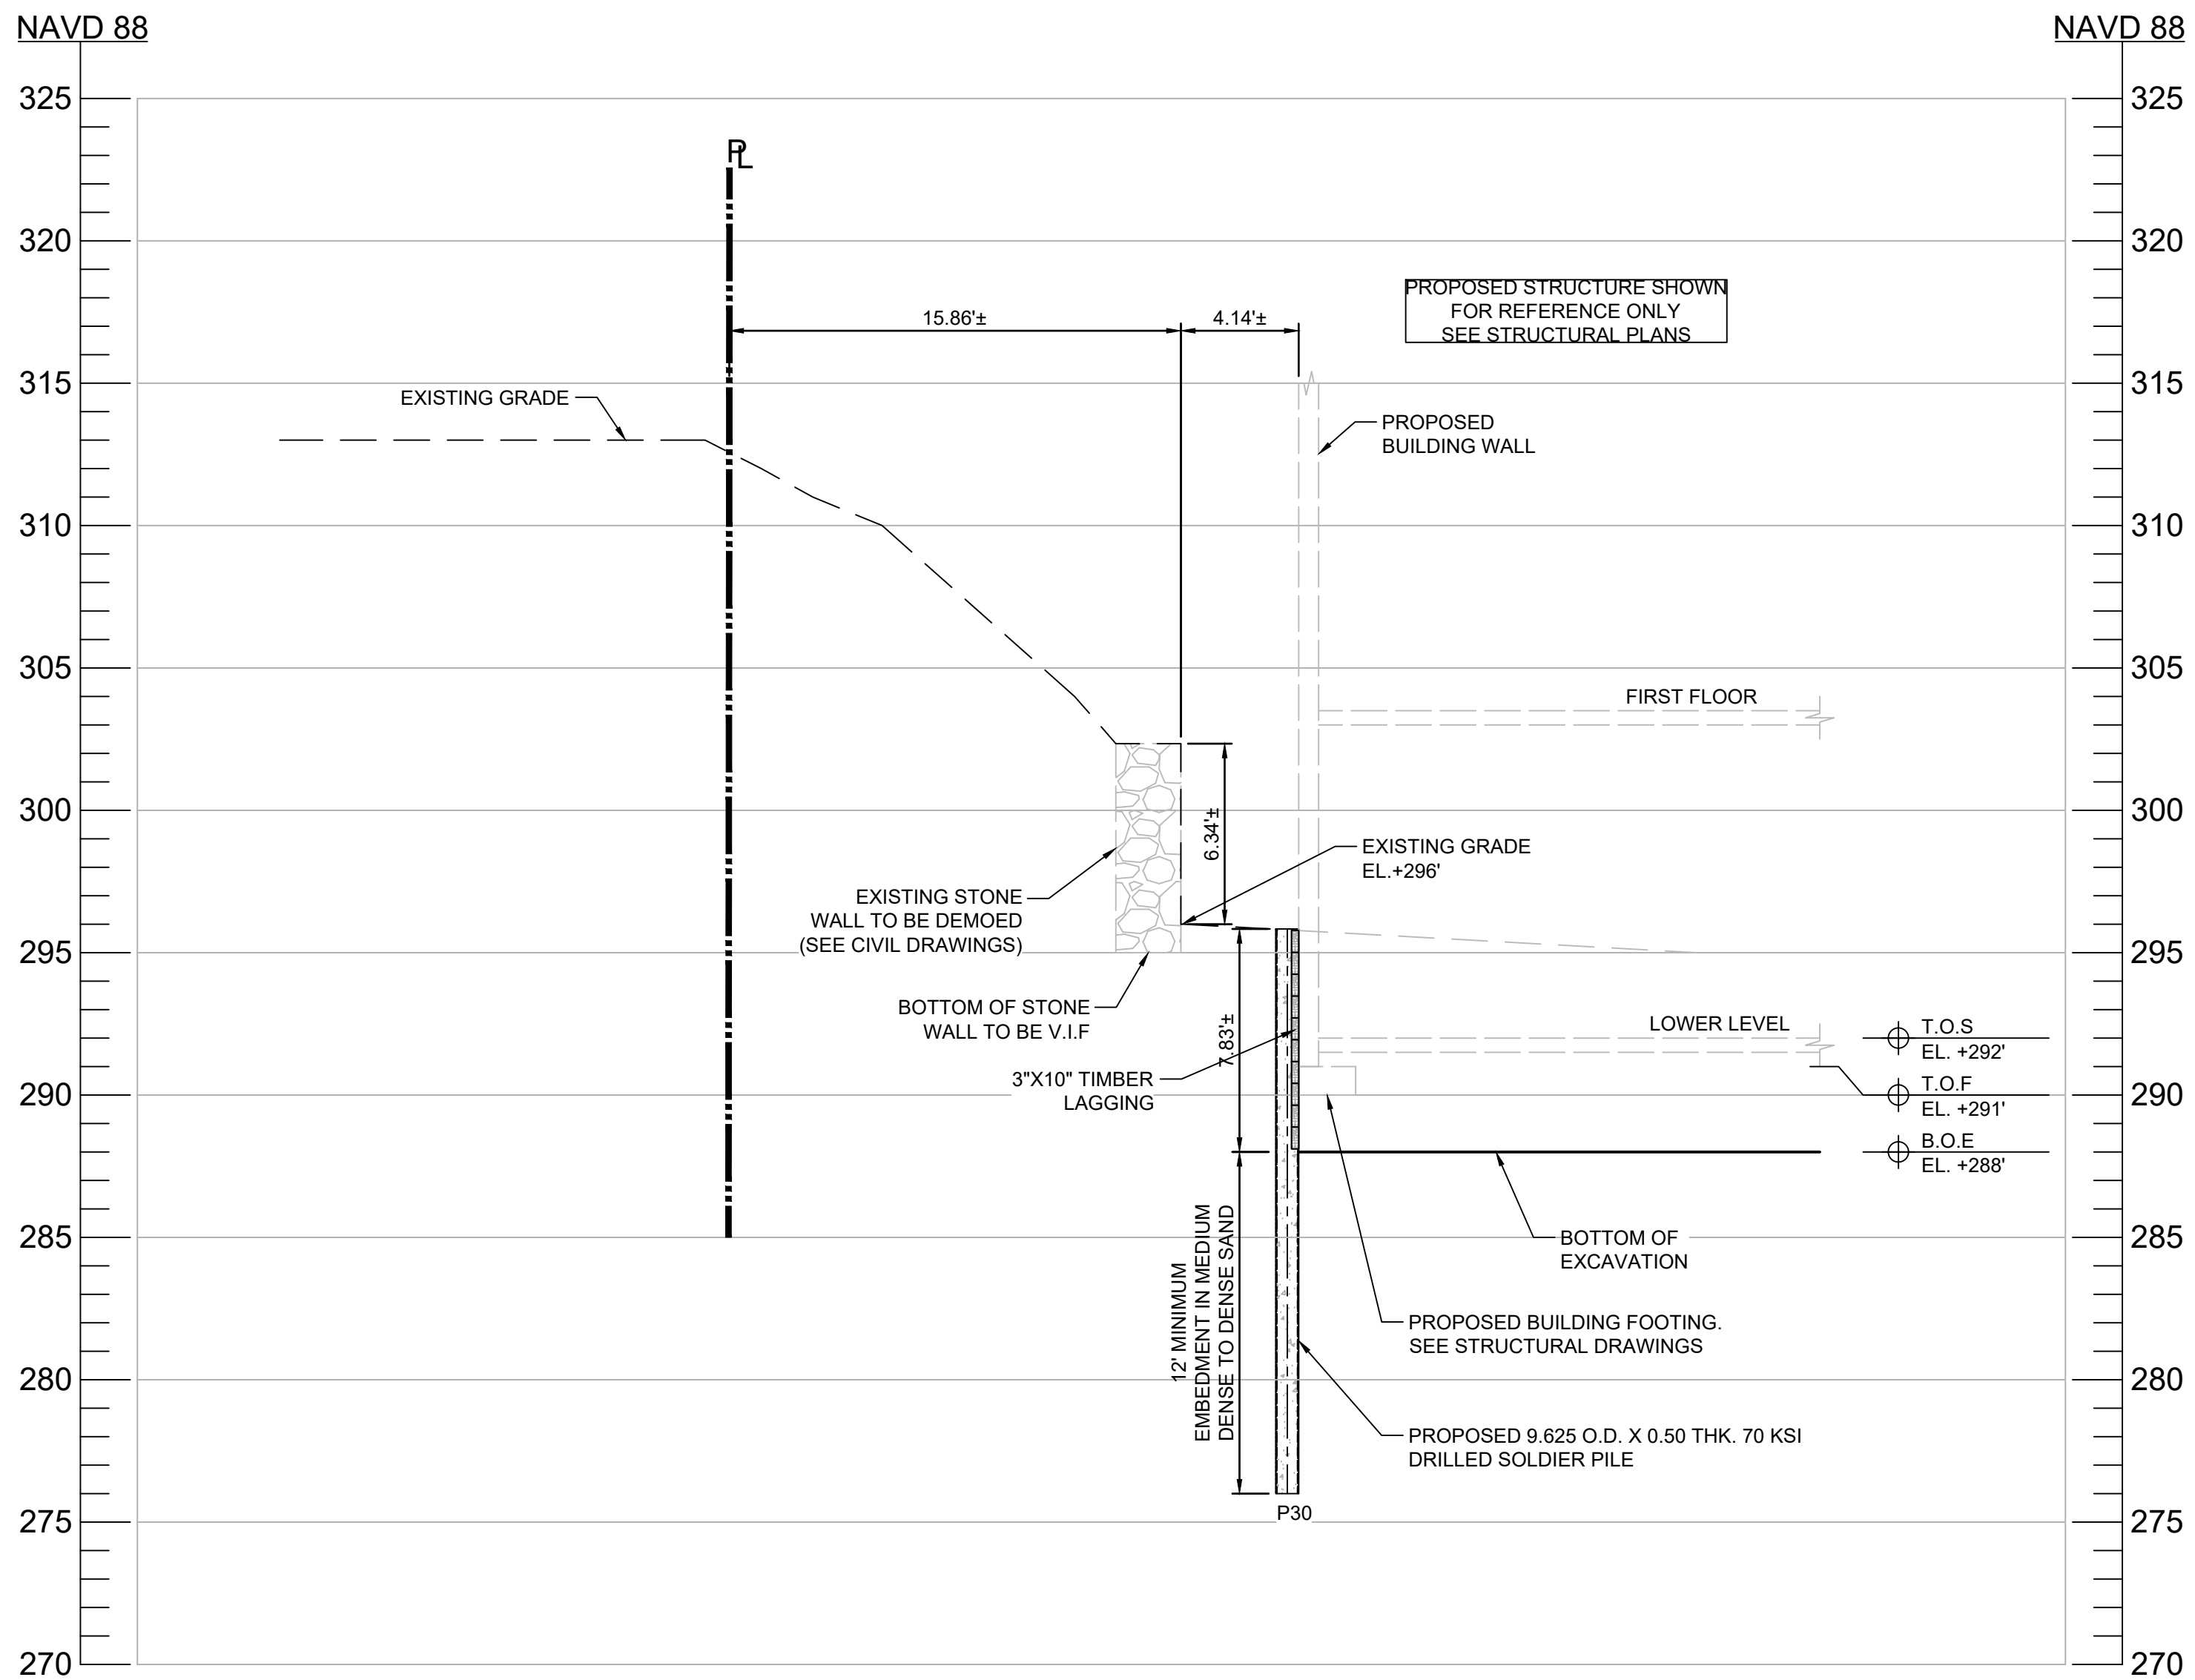 NAVD 88
NAVD 88
325
325
PL
320
320
PROPOSED STRUCTURE SHOWN
FOR REFERENCE ONLY
SEE STRUCTURAL PLANS
15.86'±
4.14'±
315
315
EXISTING GRADE
PROPOSED
BUILDING WALL
310
310
305
305
FIRST FLOOR
300
300
6.34'±
EXISTING GRADE
EL.+296'
EXISTING STONE
WALL TO BE DEMOED
(SEE CIVIL DRAWINGS)
295
295
BOTTOM OF STONE
WALL TO BE V.I.F
7.83'±
LOWER LEVEL
T.O.S
EL. +292'
3"X10" TIMBER
LAGGING
290
290
T.O.F
EL. +291'
B.O.E
EL. +288'
285
285
BOTTOM OF
EXCAVATION
12' MINIMUM
EMBEDMENT IN MEDIUM
DENSE TO DENSE SAND
PROPOSED BUILDING FOOTING.
SEE STRUCTURAL DRAWINGS
280
280
PROPOSED 9.625 O.D. X 0.50 THK. 70 KSI
DRILLED SOLDIER PILE
P30
275
275
270
270